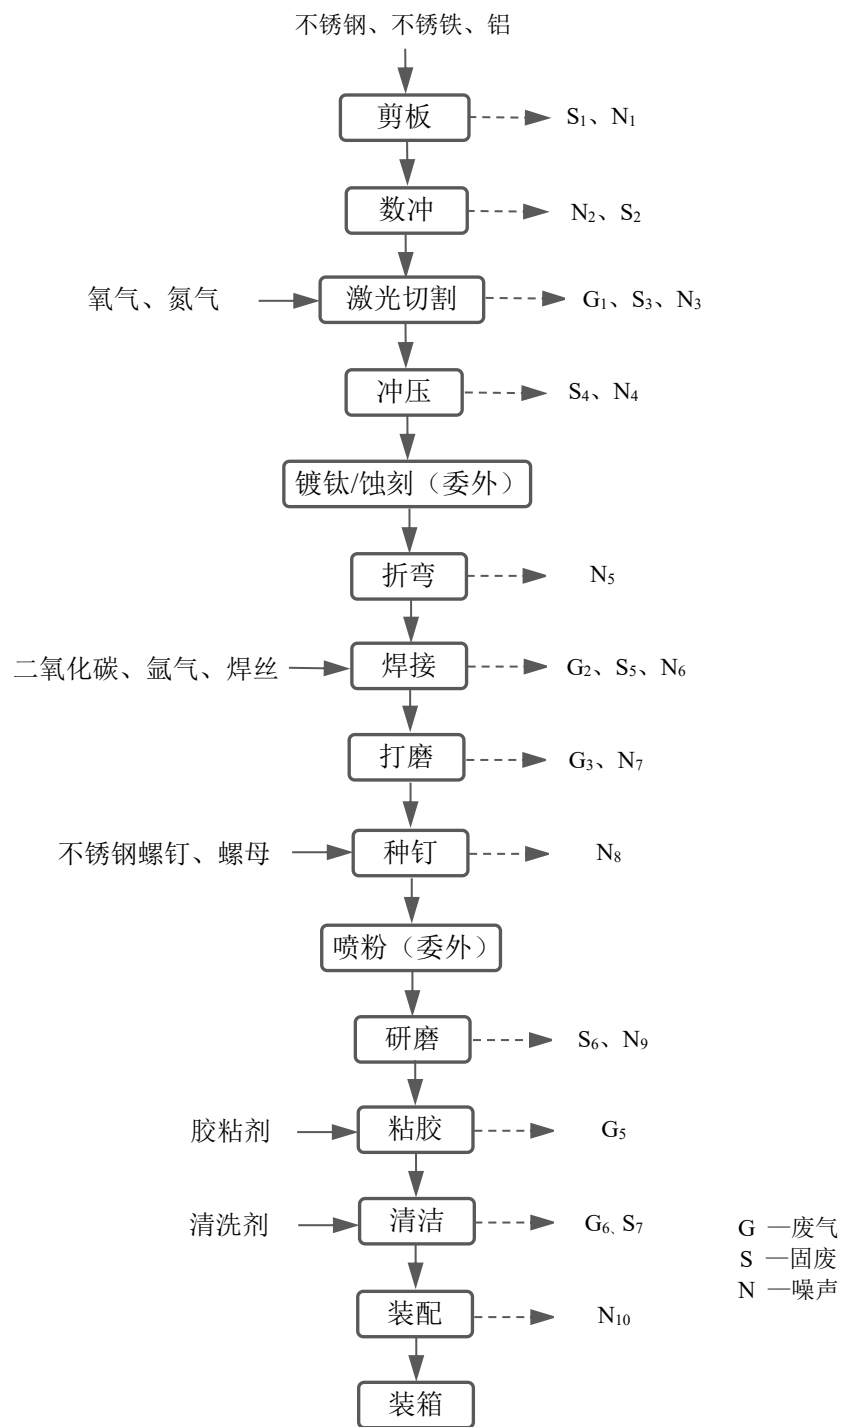 不锈钢、不锈铁、铝
剪板
S₁、N₁
数冲
N₂、S₂
氧气、氮气
激光切割
G₁、S₃、N₃
冲压
S₄、N₄
镀钛/蚀刻（委外）
折弯
N₅
二氧化碳、氩气、焊丝
焊接
G₂、S₅、N₆
打磨
G₃、N₇
不锈钢螺钉、螺母
种钉
N₈
喷粉（委外）
研磨
S₆、N₉
胶粘剂
粘胶
G₅
清洗剂
清洁
G₆、S₇
装配
N₁₀
装箱
G —废气
S —固废
N —噪声